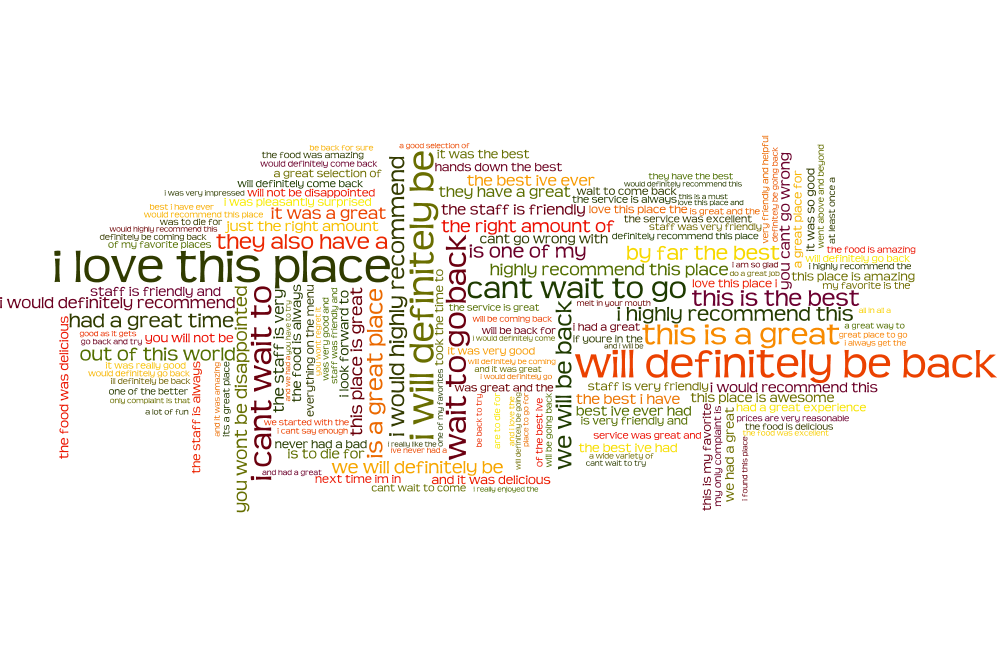 be back for sure
a good selection of
the food was amazing
it was the best
would definitely come back
hands down the best
a great selection of
will definitely come back
the best ive ever
they have the best
would definitely recommend this
i was very impressed
will not be disappointed
they have a great
wait to come back
i was pleasantly surprised
the service is always
this is a must
love this place and
best i have ever
would recommend this place
it was a great
the staff is friendly
love this place the
is great and the
was to die for
just the right amount
the right amount of
the service was excellent
staff was very friendly
would highly recommend this
definitely be coming back
they also have a
cant go wrong with
definitely recommend this place
of my favorite places
is one of my
by far the best
the food is amazing
will definitely go back
i love this place
highly recommend this place
i am so glad
do a great job
i highly recommend the
this place is amazing
cant wait to go
love this place i
my favorite is the
staff is friendly and
this is the best
i would definitely recommend
melt in your mouth
the service is great
i highly recommend this
all in all a
had a great time
will be coming back
i had a great
a great way to
good as it gets
go back and try
you will not be
will be back for
i would definitely come
if youre in the
this is a great
great place to go
i always get the
out of this world
it was very good
and i will be
will definitely be back
it was really good
would definitely go back
ill definitely be back
will definitely be coming
and it was great
i would definitely go
one of the better
only complaint is that
a lot of fun
was great and the
staff is very friendly
i would recommend this
the best i have
this place is awesome
best ive ever had
had a great experience
we started with the
i cant say enough
is very friendly and
prices are very reasonable
the food is delicious
the food was excellent
service was great and
never had a bad
i really like the
ive never had a
is to die for
the best ive had
a wide variety of
cant wait to try
we will definitely be
and had a great
next time im in
and it was delicious
cant wait to come
i really enjoyed the
the food was delicious
the staff is always
and it was amazing
its a great place
you wont be disappointed
i cant wait to
the staff is very
and we had a
you have to try
the food is always
everything on the menu
you wont regret it
was very good and
staff was friendly and
i look forward to
this place is great
is a great place
i would highly recommend
i will definitely be
one of my favorites
took the time to
wait to go back
be back to try
are to die for
and i love the
will definitely be going
place to go for
of the best ive
will be going back
we will be back
this is my favorite
my only complaint is
we had a great
i found this place
very friendly and helpful
definitely be going back
you cant go wrong
a great place for
it was so good
went above and beyond
at least once a